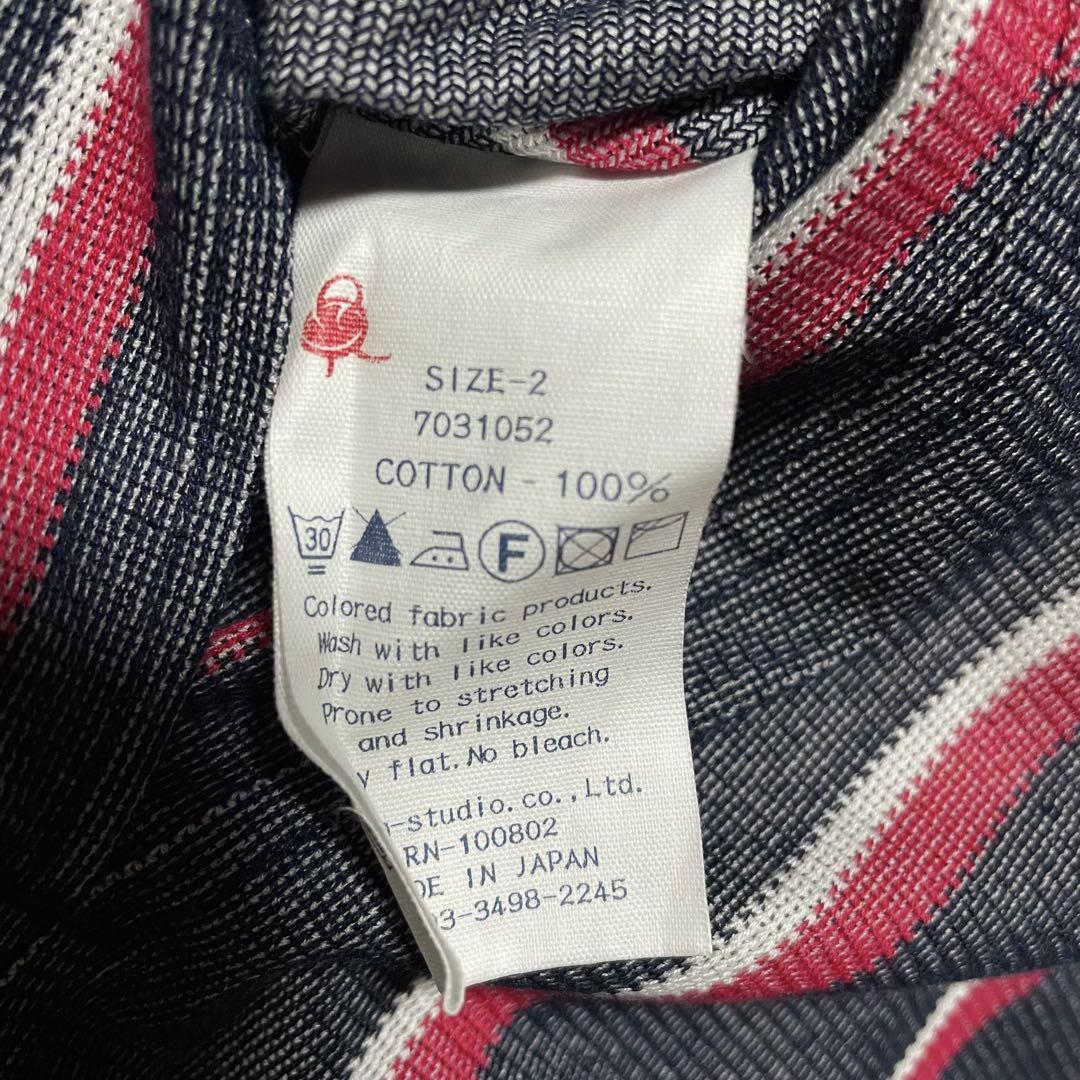 SIZE-2
7031052
COTTON - 100%
30 F
Colored fabric products.
Wash with like colors.
Dry with like colors.
Prone to stretching
and shrinkage.
y flat. No bleach.
-studio.co.,Ltd.
RN-100802
DE IN JAPAN
03-3498-2245